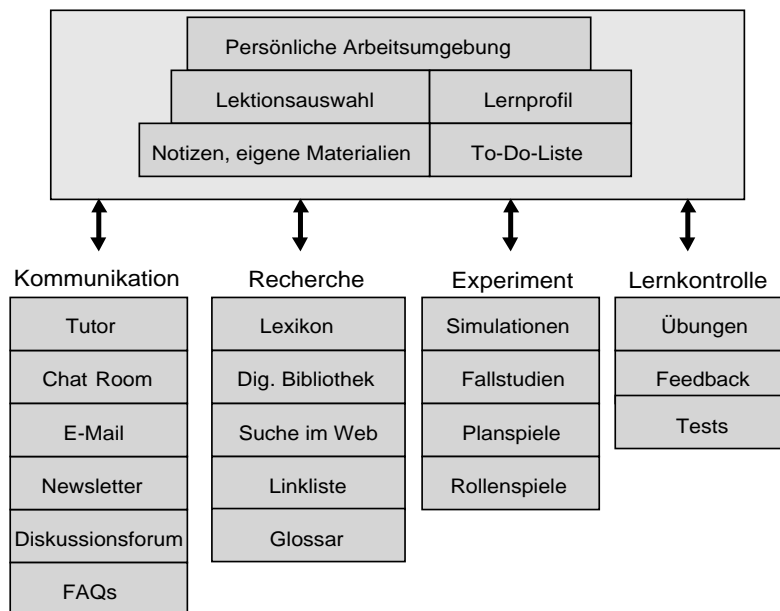 Persönliche Arbeitsumgebung
Lektionsauswahl
Lernprofil
Notizen, eigene Materialien
To-Do-Liste
Kommunikation
Tutor
Chat Room
E-Mail
Newsletter
Diskussionsforum
FAQs
Recherche
Lexikon
Dig. Bibliothek
Suche im Web
Linkliste
Glossar
Experiment
Simulationen
Fallstudien
Planspiele
Rollenspiele
Lernkontrolle
Übungen
Feedback
Tests